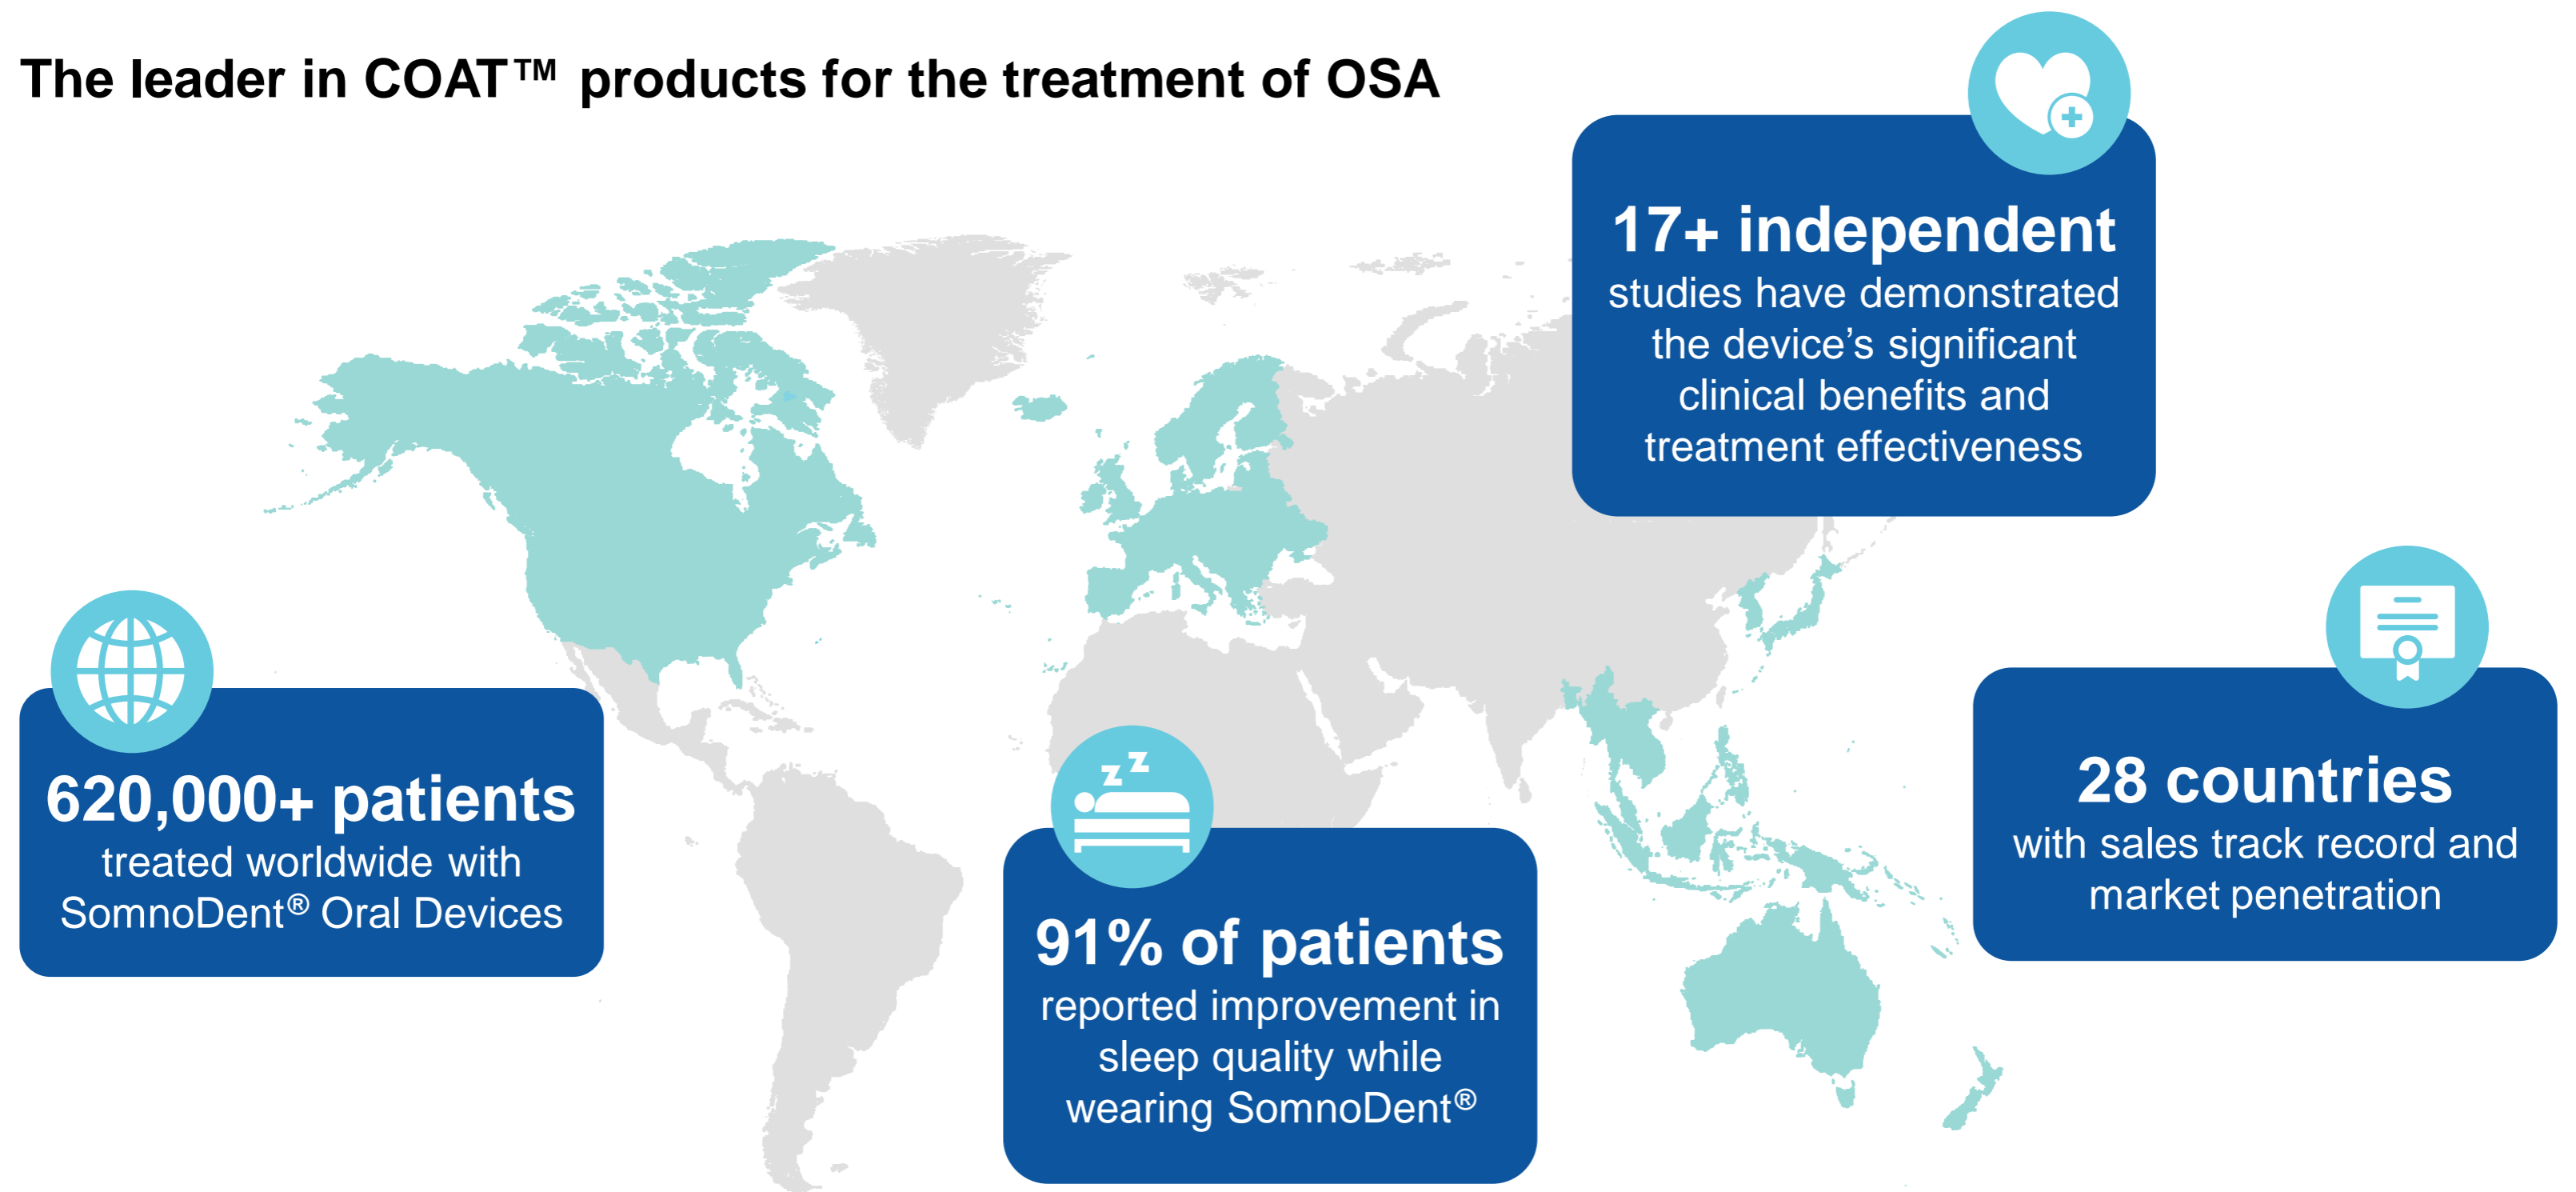 The leader in COAT™ products for the treatment of OSA
17+ independent
studies have demonstrated
the device’s significant
clinical benefits and
treatment effectiveness
620,000+ patients
treated worldwide with
SomnoDent® Oral Devices
zz
91% of patients
reported improvement in
sleep quality while
wearing SomnoDent®
28 countries
with sales track record and
market penetration